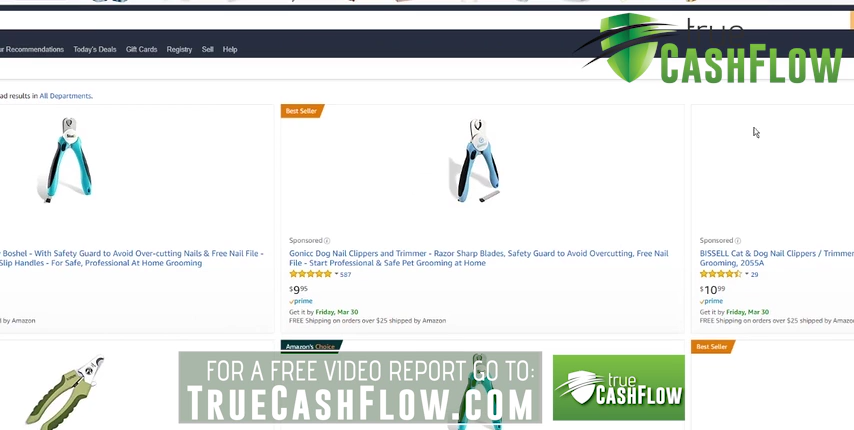 ur Recommendations Today's Deals Gift Cards Registry Sell Help
true
CASHFLOW
ad results in All Departments.
Best Seller
Sponsored
Sponsored
Boshel - With Safety Guard to Avoid Over-cutting Nails & Free Nail File -
Slip Handles - For Safe, Professional At Home Grooming
Gonicc Dog Nail Clippers and Trimmer - Razor Sharp Blades, Safety Guard to Avoid Overcutting, Free Nail
File - Start Professional & Safe Pet Grooming at Home
BISSELL Cat & Dog Nail Clippers / Trimmer
Grooming, 2055A
587
29
$995
$1099
prime
prime
Get it by Friday, Mar 30
Get it by Friday, Mar 30
ed by Amazon
FREE Shipping on orders over $25 shipped by Amazon
FREE Shipping on orders over $25 shipped by Amazon
Amazon's Choice
Best Seller
FOR A FREE VIDEO REPORT GO TO:
TRUECASHFLOW.COM
true
CASHFLOW